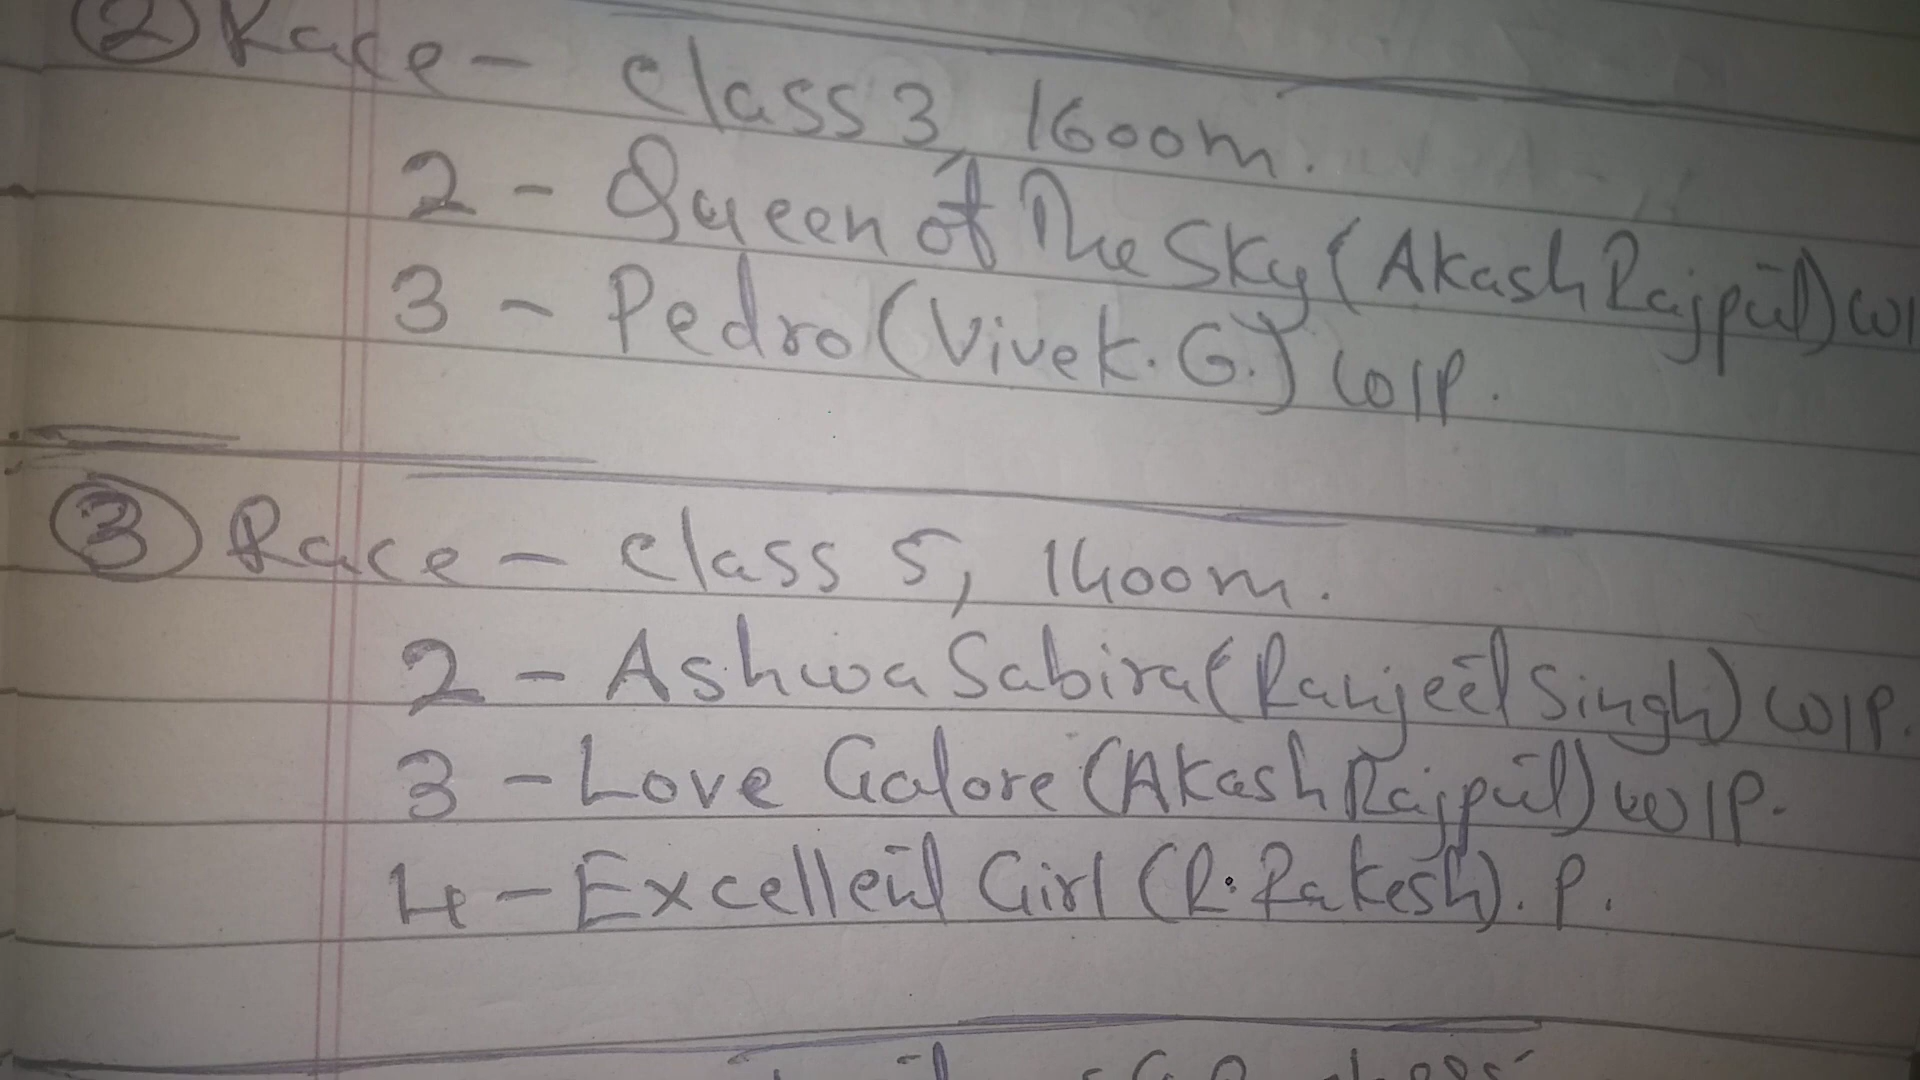 ② Race - class 3, 1600m.
2 - Queen of The Sky (Akash Rajput) W/
3 - Pedro (Vivek. G.) W/P.
③ Race - class 5, 1400m.
2 - Ashwa Sabira (Ranjeet Singh) W/P.
3 - Love Galore (Akash Rajput) W/P.
4 - Excellent Girl (R. Rakesh). P.